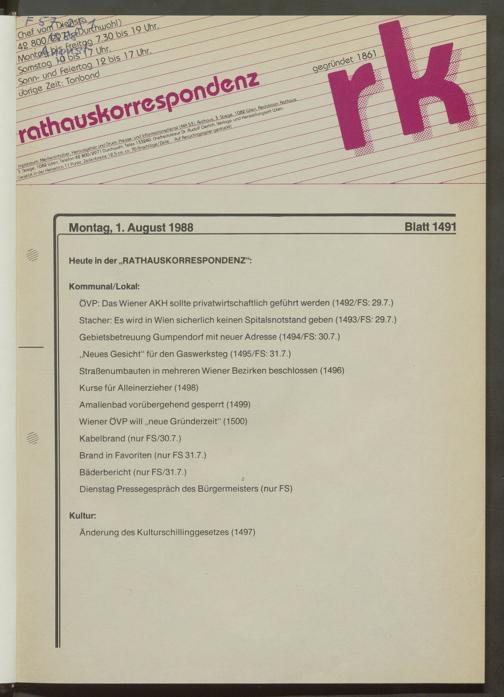 Chef vom Dienst:
42 800/ (Durchwahl)
Montag bis Freitag 7.30 bis 19 Uhr.
Samstag 10 bis 17 Uhr.
Sonn- und Feiertag 12 bis 17 Uhr.
übrige Zeit: Tonband
rathauskorrespondenz
gegründet 1861
rk
Montag, 1. August 1988 Blatt 1491
Heute in der „RATHAUSKORRESPONDENZ":
Kommunal/Lokal:
ÖVP: Das Wiener AKH sollte privatwirtschaftlich geführt werden (1492/FS: 29.7.)
Stacher: Es wird in Wien sicherlich keinen Spitalsnotstand geben (1493/FS: 29.7.)
Gebietsbetreuung Gumpendorf mit neuer Adresse (1494/FS: 30.7.)
„Neues Gesicht" für den Gaswerksteg (1495/FS: 31.7.)
Straßenumbauten in mehreren Wiener Bezirken beschlossen (1496)
Kurse für Alleinerzieher (1498)
Amalienbad vorübergehend gesperrt (1499)
Wiener ÖVP will „neue Gründerzeit" (1500)
Kabelbrand (nur FS/30.7.)
Brand in Favoriten (nur FS 31.7.)
Bäderbericht (nur FS/31.7.)
Dienstag Pressegespräch des Bürgermeisters (nur FS)
Kultur:
Änderung des Kulturschillinggesetzes (1497)